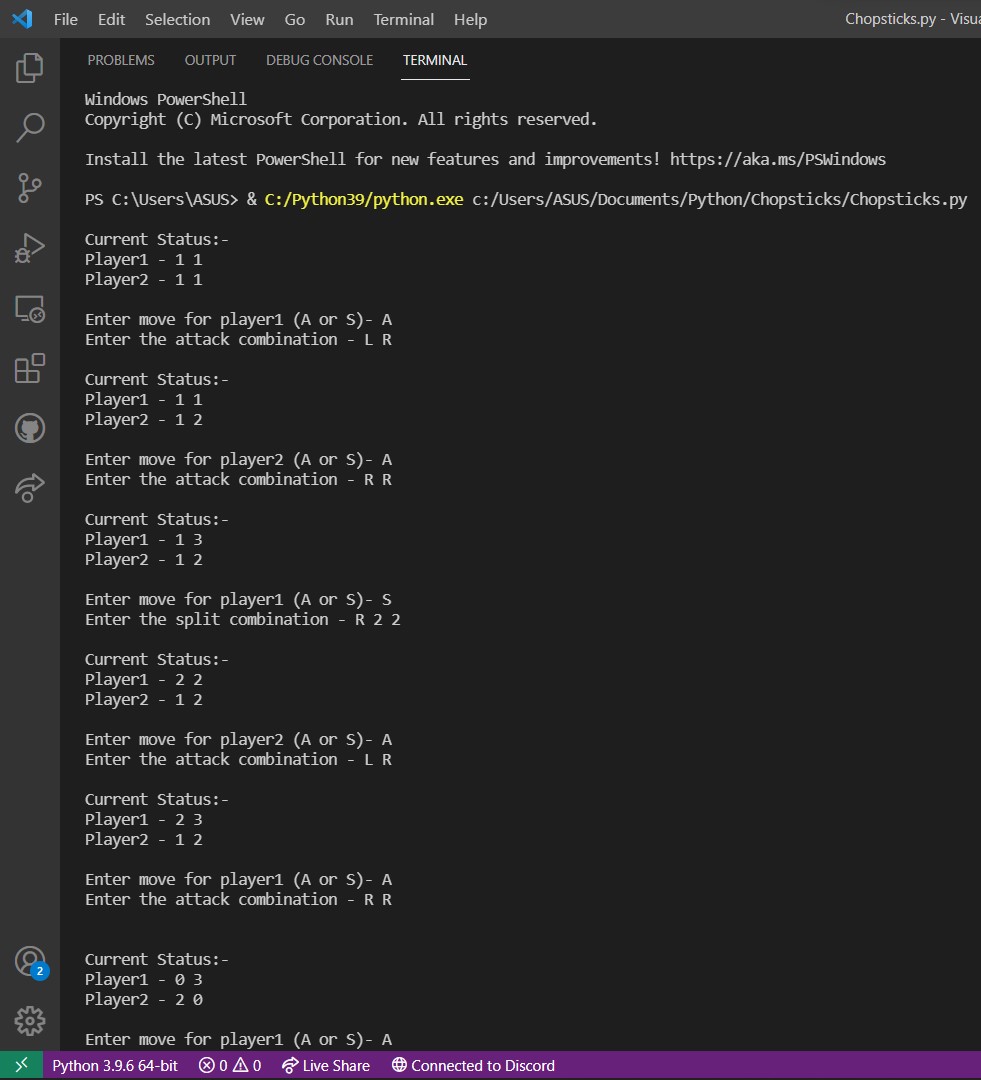 File Edit Selection View Go Run Terminal Help Chopsticks.py - Visua
PROBLEMS OUTPUT DEBUG CONSOLE TERMINAL
Windows PowerShell
Copyright (C) Microsoft Corporation. All rights reserved.
Install the latest PowerShell for new features and improvements! https://aka.ms/PSWindows
PS C:\Users\ASUS> & C:/Python39/python.exe c:/Users/ASUS/Documents/Python/Chopsticks/Chopsticks.py
Current Status:-
Player1 - 1 1
Player2 - 1 1
Enter move for player1 (A or S)- A
Enter the attack combination - L R
Current Status:-
Player1 - 1 1
Player2 - 1 2
Enter move for player2 (A or S)- A
Enter the attack combination - R R
Current Status:-
Player1 - 1 3
Player2 - 1 2
Enter move for player1 (A or S)- S
Enter the split combination - R 2 2
Current Status:-
Player1 - 2 2
Player2 - 1 2
Enter move for player2 (A or S)- A
Enter the attack combination - L R
Current Status:-
Player1 - 2 3
Player2 - 1 2
Enter move for player1 (A or S)- A
Enter the attack combination - R R
Current Status:-
Player1 - 0 3
Player2 - 2 0
Enter move for player1 (A or S)- A
2
Python 3.9.6 64-bit 0 0 Live Share Connected to Discord